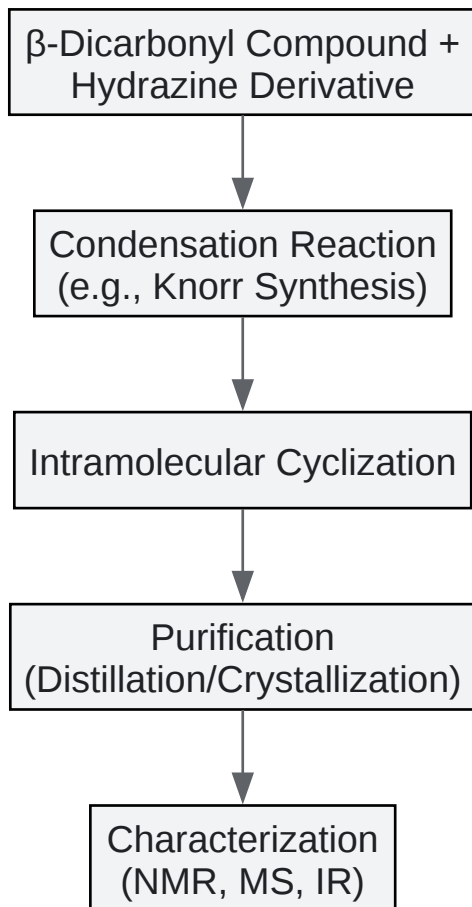 β-Dicarbonyl Compound +
Hydrazine Derivative
Condensation Reaction
(e.g., Knorr Synthesis)
Intramolecular Cyclization
Purification
(Distillation/Crystallization)
Characterization
(NMR, MS, IR)